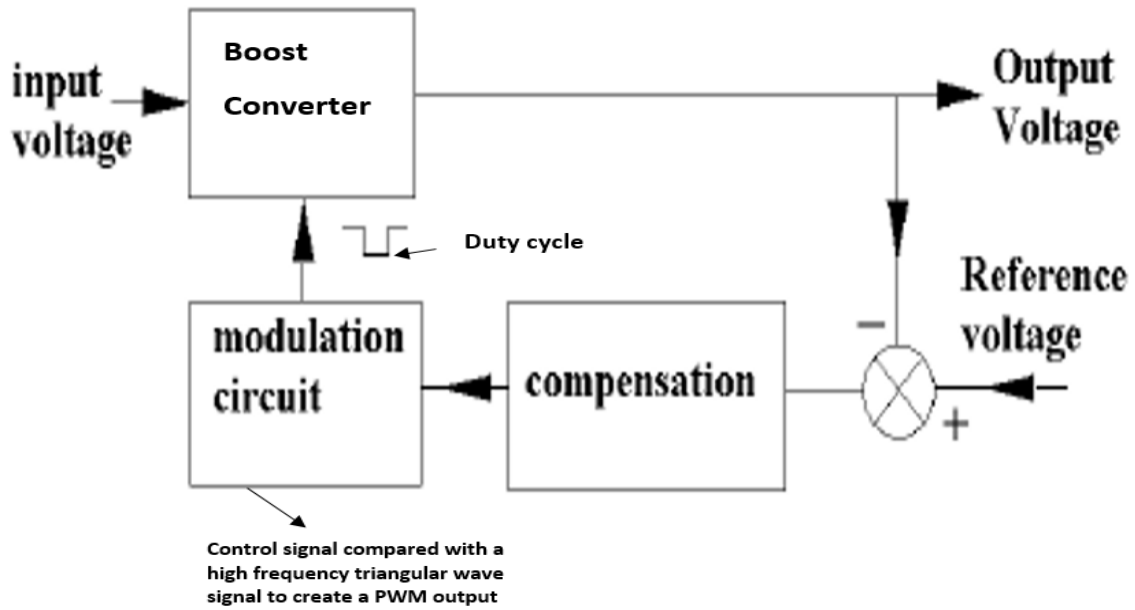 Boost
Converter
input
voltage
Output
Voltage
Duty cycle
Reference
voltage
−
+
modulation
circuit
compensation
Control signal compared with a
high frequency triangular wave
signal to create a PWM output